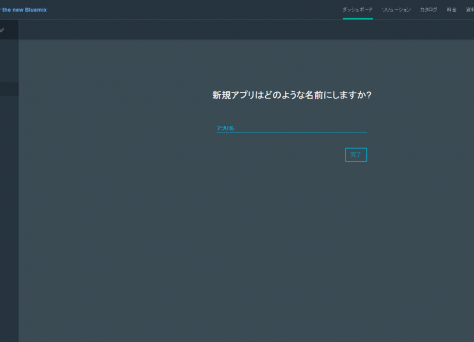 the new Bluemix
ダッシュボード ソリューション カタログ 料金 資料
新規アプリはどのような名前にしますか?
アプリ名
完了